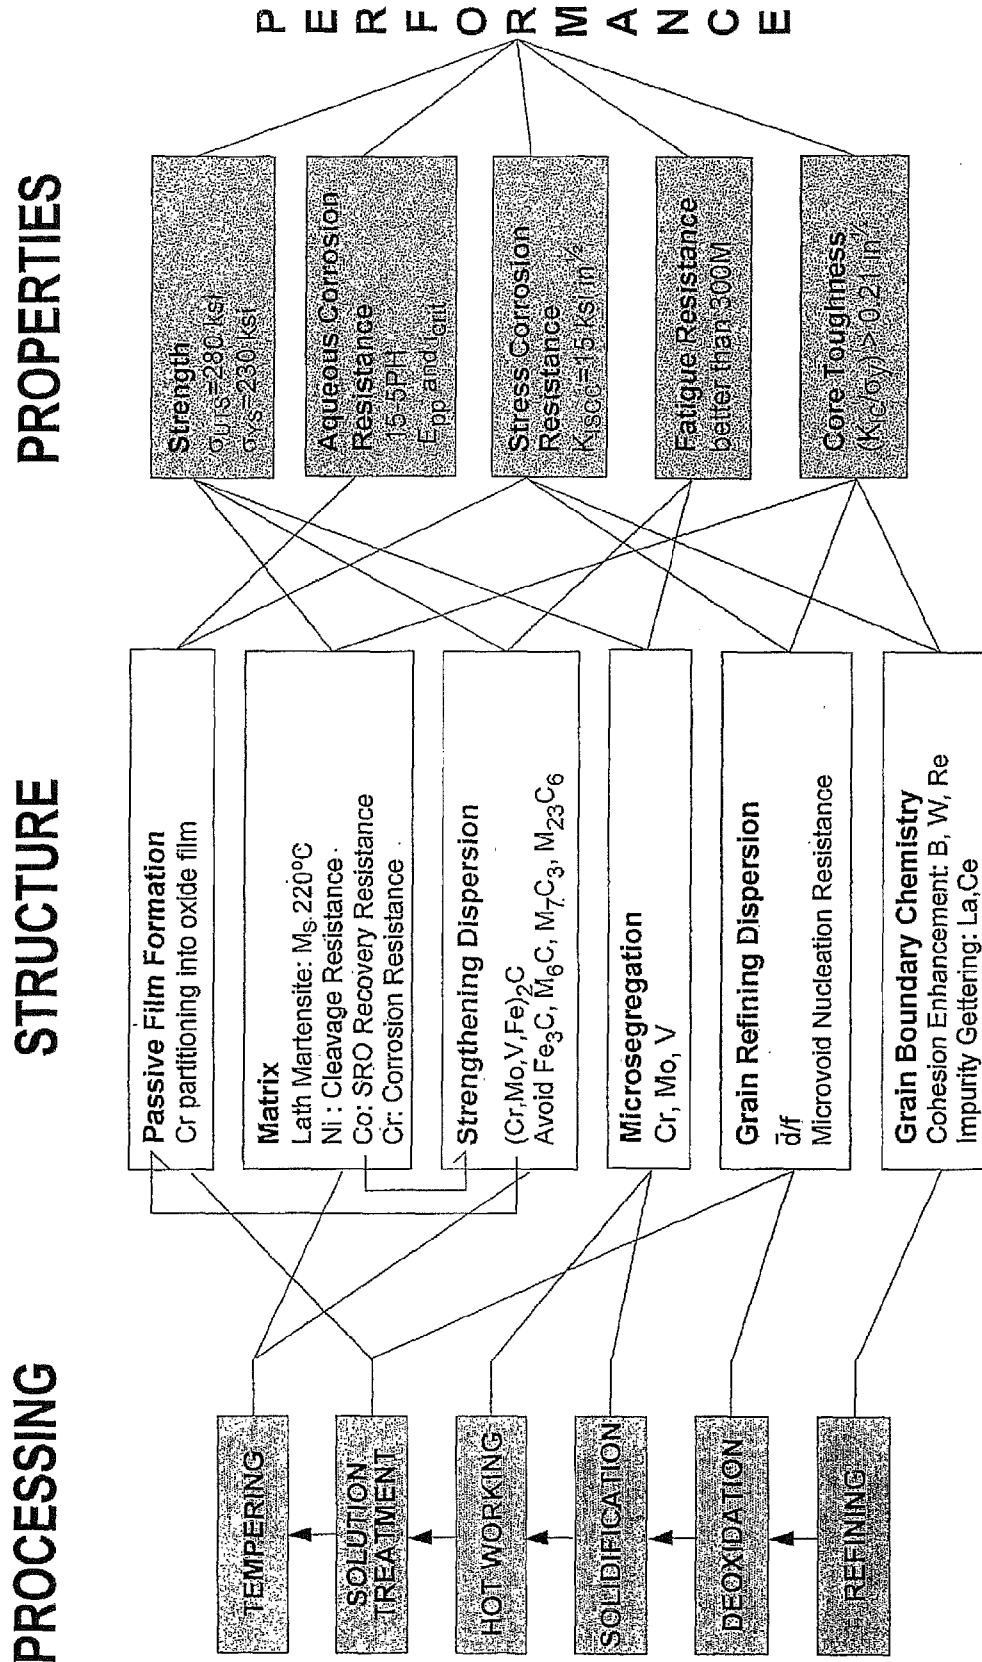 PROCESSING
STRUCTURE
PROPERTIES
TEMPERING
SOLUTION
TREATMENT
HOT WORKING
SOLIDIFICATION
DEOXIDATION
REFINING
Passive Film Formation
Cr partitioning into oxide film
Matrix
Lath Martensite: Ms 220ºC
Ni : Cleavage Resistance
Co: SRO Recovery Resistance
Cr: Corrosion Resistance
Strengthening Dispersion
(Cr,Mo,V,Fe)2C
Avoid Fe3C, M6C, M7C3, M23C6
Microsegregation
Cr, Mo, V
Grain Refining Dispersion
d̄/f
Microvoid Nucleation Resistance
Grain Boundary Chemistry
Cohesion Enhancement: B, W, Re
Impurity Gettering: La,Ce
Strength
σUTS=280 ksi
σYS=230 ksi
Aqueous Corrosion
Resistance
15-5PH
Epp and icrit
Stress Corrosion
Resistance
KISCC=15 ksi in½
Fatigue Resistance
better than 300M
Core Toughness
(KIC/σy)>0.21 in½
PERFORMANCE